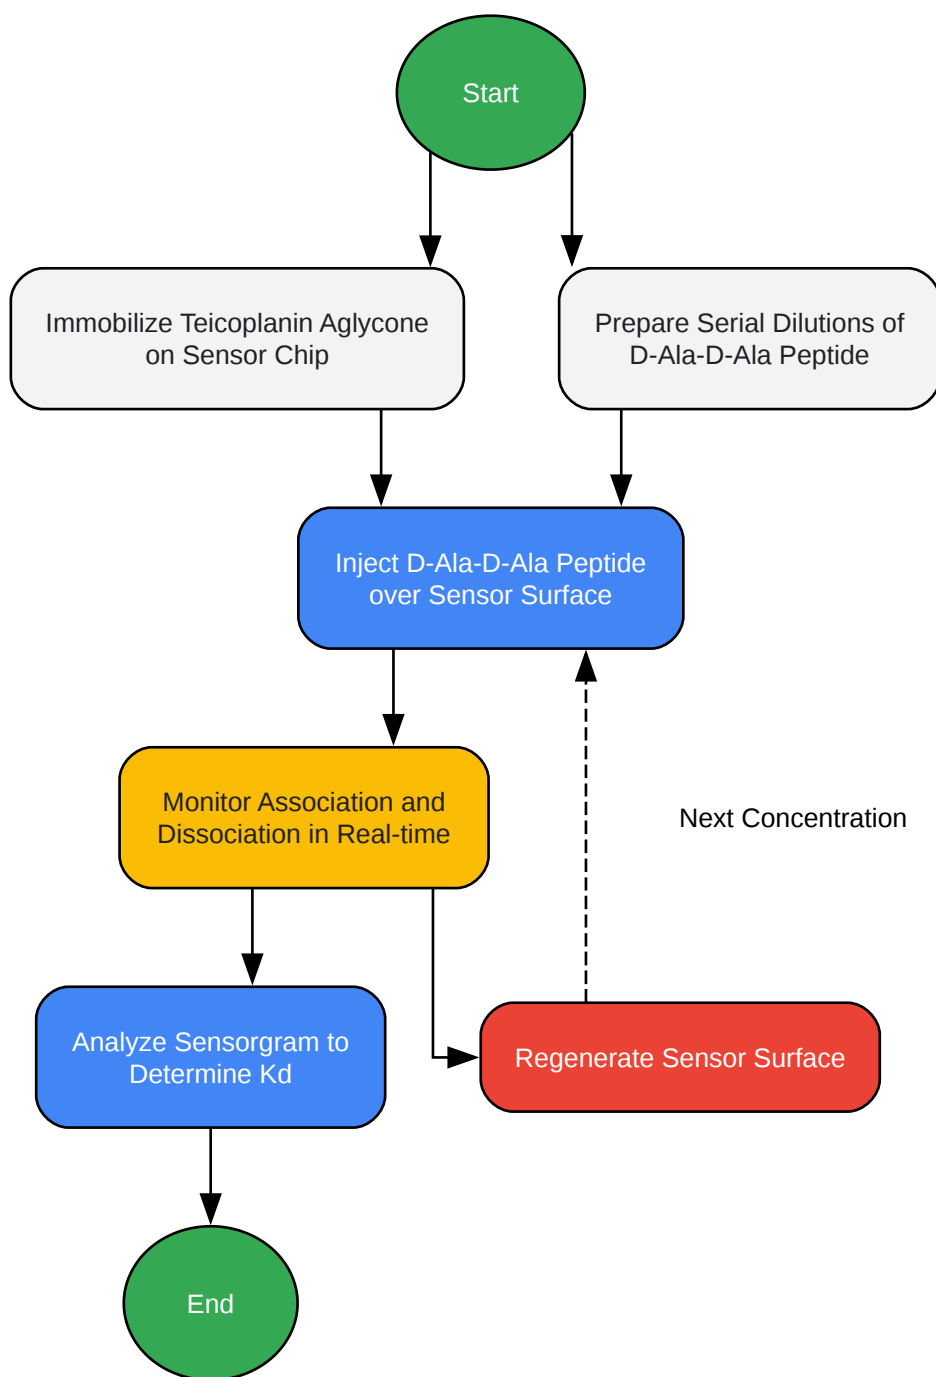 Start
Immobilize Teicoplanin Aglycone
on Sensor Chip
Prepare Serial Dilutions of
D-Ala-D-Ala Peptide
Inject D-Ala-D-Ala Peptide
over Sensor Surface
Monitor Association and
Dissociation in Real-time
Next Concentration
Analyze Sensorgram to
Determine Kd
Regenerate Sensor Surface
End